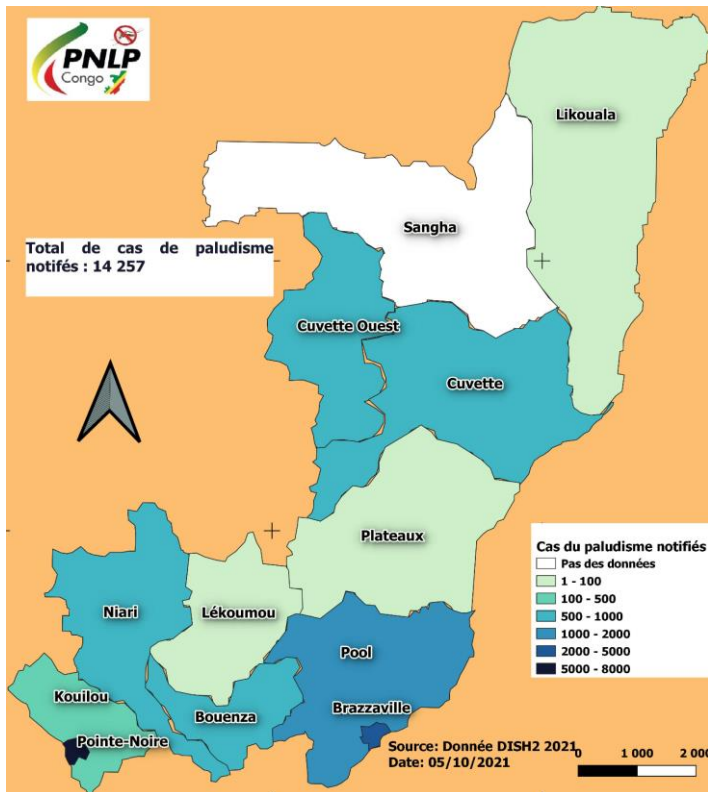 PNLP
Congo
Likouala
Sangha
Total de cas de paludisme
notifés : 14 257
Cuvette Ouest
Cuvette
Plateaux
Cas du paludisme notifiés
Pas des données
1 - 100
100 - 500
500 - 1000
1000 - 2000
2000 - 5000
5000 - 8000
Niari
Lékoumou
Pool
Kouilou
Bouenza
Brazzaville
Pointe-Noire
Source: Donnée DISH2 2021
Date: 05/10/2021
0 1 000 2 000